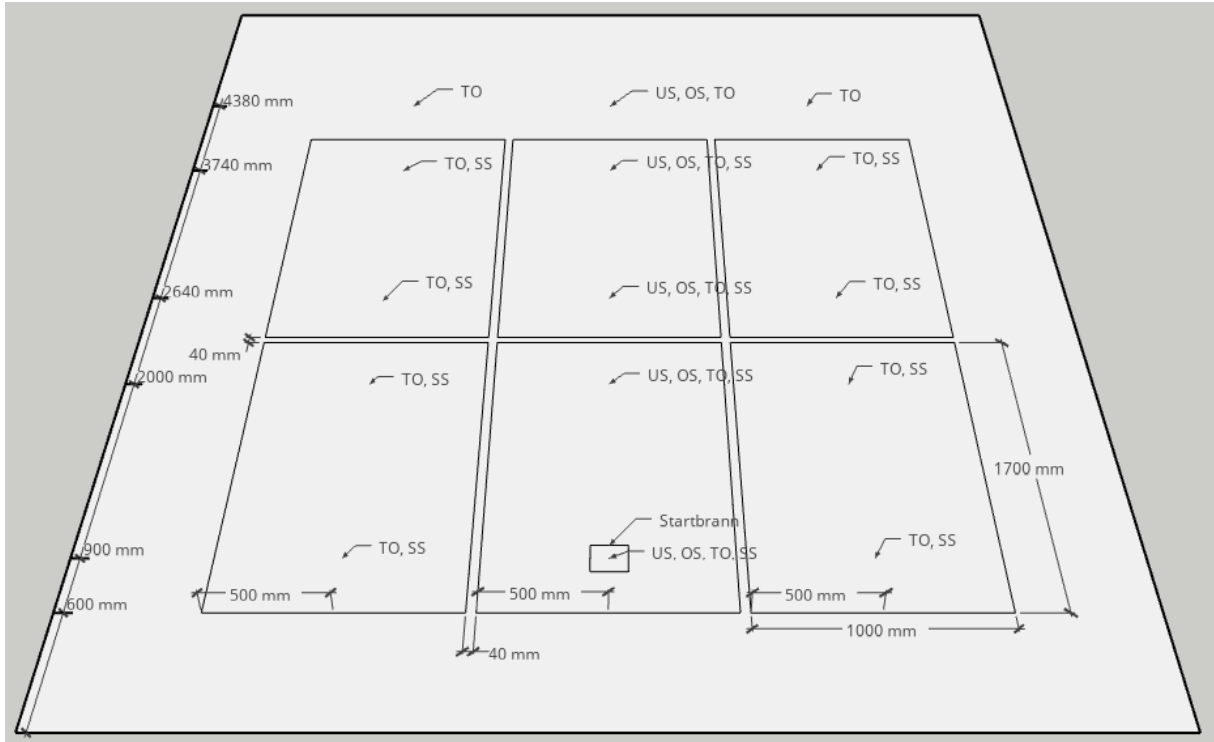 TO
US, OS, TO
TO
4380 mm
TO, SS
US, OS, TO, SS
TO, SS
3740 mm
TO, SS
US, OS, TO, SS
TO, SS
2640 mm
40 mm
2000 mm
TO, SS
US, OS, TO, SS
TO, SS
1700 mm
Startbrann
900 mm
TO, SS
US, OS, TO, SS
TO, SS
600 mm
500 mm
500 mm
500 mm
1000 mm
40 mm